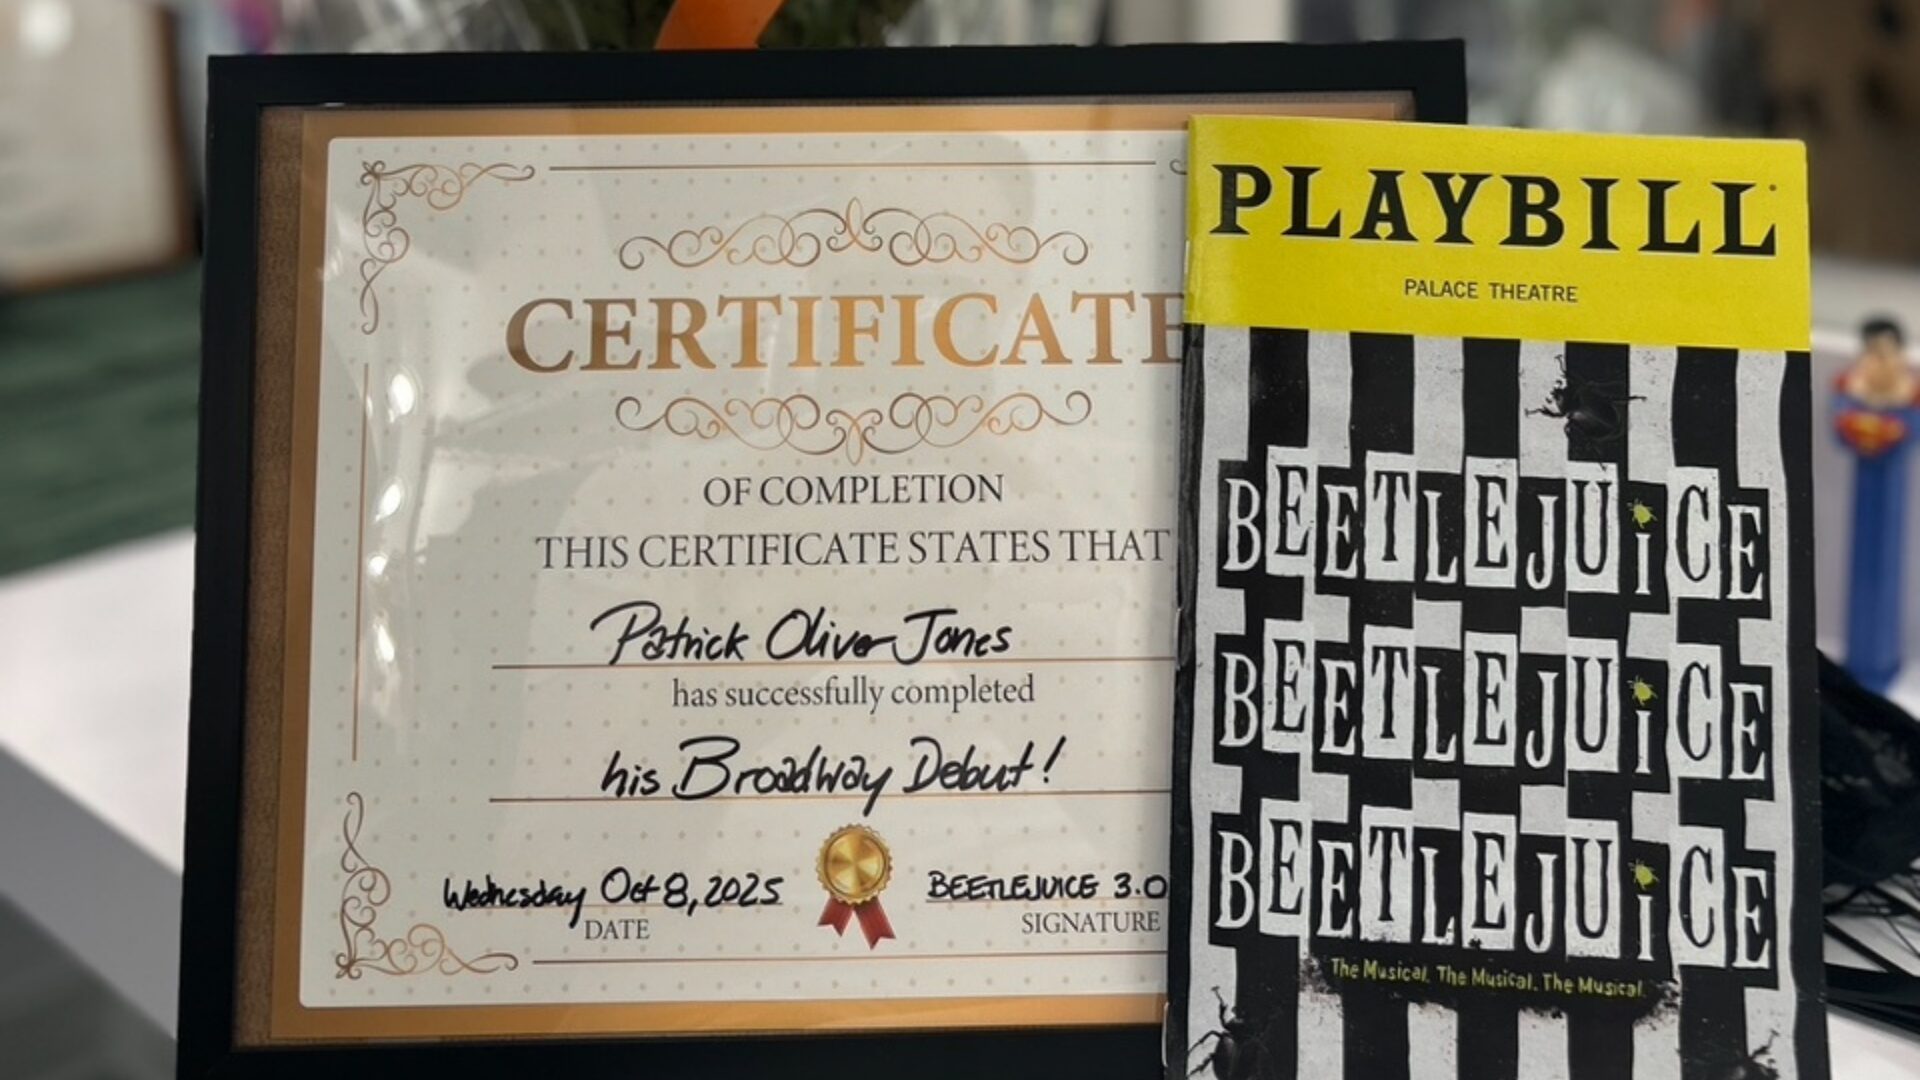 CERTIFICATE
OF COMPLETION
THIS CERTIFICATE STATES THAT
Patrick Oliver Jones
has successfully completed
his Broadway Debut!
Wednesday Oct 8, 2025
DATE
BEETLEJUICE 3.0
SIGNATURE
PLAYBILL
PALACE THEATRE
BEETLEJUiCE
BEETLEJUiCE
BEETLEJUiCE
The Musical. The Musical. The Musical.